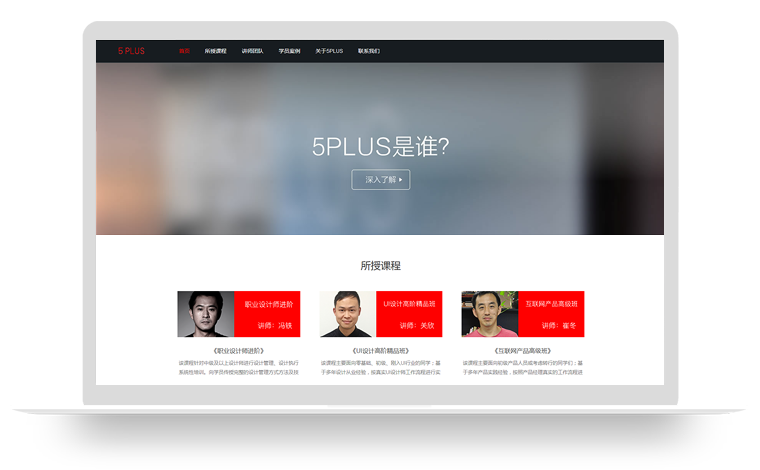 5 PLUS 首页 所授课程 讲师团队 学员案例 关于5PLUS 联系我们
5PLUS是谁?
深入了解
所授课程
职业设计师进阶
讲师：冯铁
UI设计高阶精品班
讲师：关欣
互联网产品高级班
讲师：崔冬
《职业设计师进阶》
该课程针对中级及以上设计师进行设计管理、设计执行
系统性培训。向学员传授完整的设计管理方式方法及技
《UI设计高阶精品班》
该课程主要面向零基础、初级、刚入UI行业的同学；基
于多年设计从业经验，按真实UI设计师工作流程进行实
《互联网产品高级班》
该课程主要面向初级产品人员或考虑转行的同学们；基
于多年产品实践经验，按照产品经理真实的工作流程进